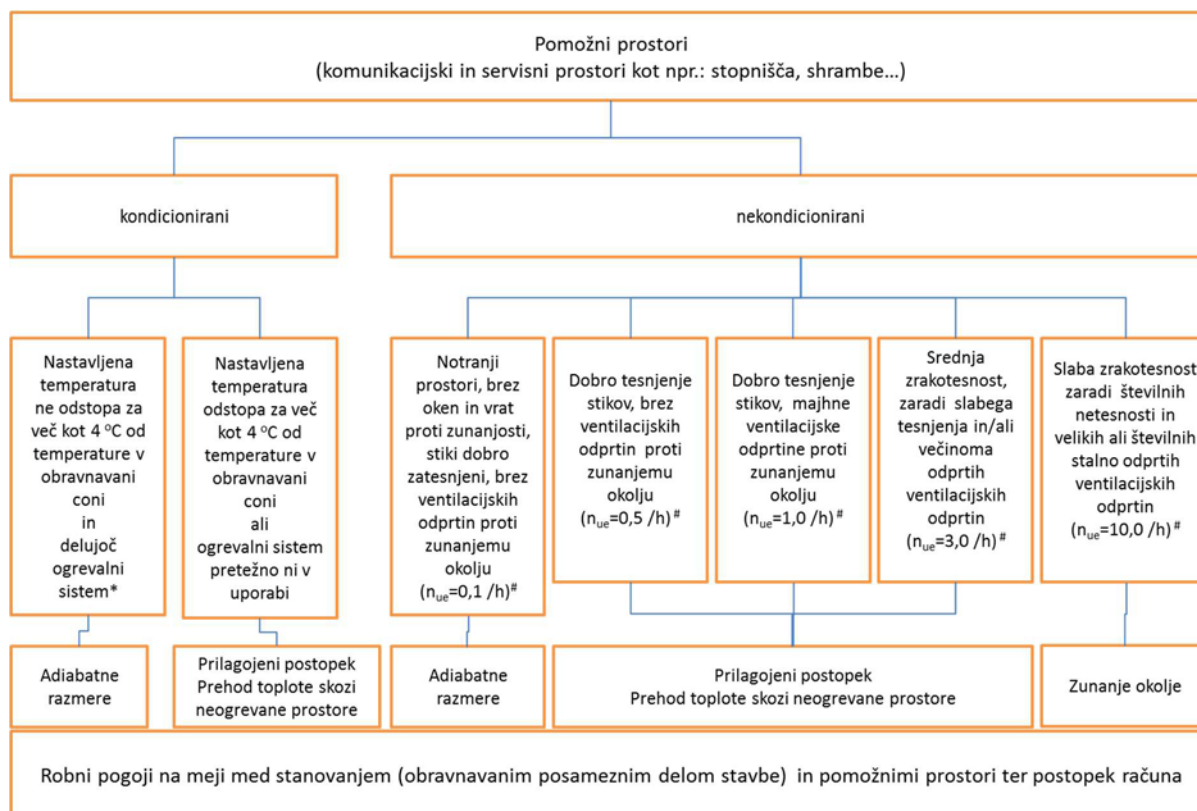 Pomožni prostori
(komunikacijski in servisni prostori kot npr.: stopnišča, shrambe…)
kondicionirani
nekondicionirani
Nastavljena
temperatura
ne odstopa za
več kot 4 °C od
temperature v
obravnavani
coni
in
delujoč
ogrevalni
sistem*
Nastavljena
temperatura
odstopa za več
kot 4 °C od
temperature v
obravnavani
coni
ali
ogrevalni sistem
pretežno ni v
uporabi
Notranji
prostori, brez
oken in vrat
proti zunanjosti,
stiki dobro
zatesnjeni, brez
ventilacijskih
odprtin proti
zunanjemu
okolju
(nue=0,1 /h)#
Dobro tesnjenje
stikov, brez
ventilacijskih
odprtin proti
zunanjemu
okolju
(nue=0,5 /h)#
Dobro tesnjenje
stikov, majhne
ventilacijske
odprtine proti
zunanjemu
okolju
(nue=1,0 /h)#
Srednja
zrakotesnost,
zaradi slabega
tesnjenja in/ali
večinoma
odprtih
ventilacijskih
odprtin
(nue=3,0 /h)#
Slaba zrakotesnost
zaradi številnih
netesnosti in
velikih ali številnih
stalno odprtih
ventilacijskih
odprtin
(nue=10,0 /h)#
Adiabatne
razmere
Prilagojeni postopek
Prehod toplote skozi
neogrevane prostore
Adiabatne
razmere
Prilagojeni postopek
Prehod toplote skozi neogrevane prostore
Zunanje okolje
Robni pogoji na meji med stanovanjem (obravnavanim posameznim delom stavbe) in pomožnimi prostori ter postopek računa